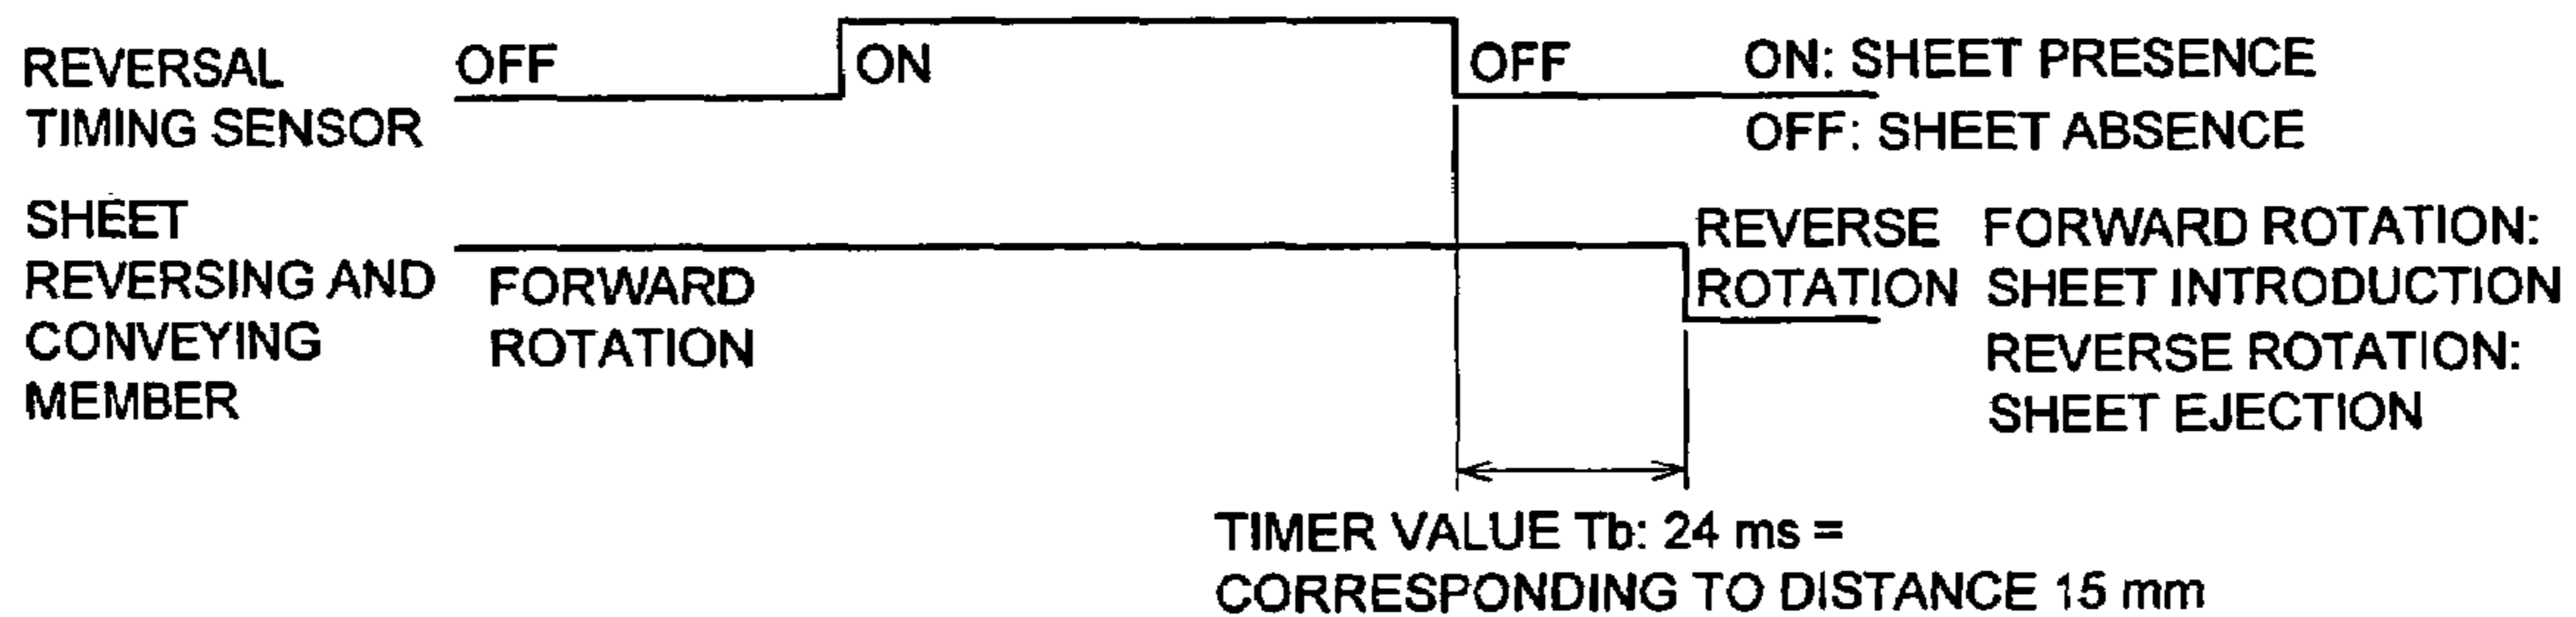 REVERSAL
TIMING SENSOR
OFF
ON
OFF
ON: SHEET PRESENCE
OFF: SHEET ABSENCE
SHEET
REVERSING AND
CONVEYING
MEMBER
FORWARD
ROTATION
REVERSE
ROTATION
FORWARD ROTATION:
SHEET INTRODUCTION
REVERSE ROTATION:
SHEET EJECTION
TIMER VALUE Tb: 24 ms =
CORRESPONDING TO DISTANCE 15 mm